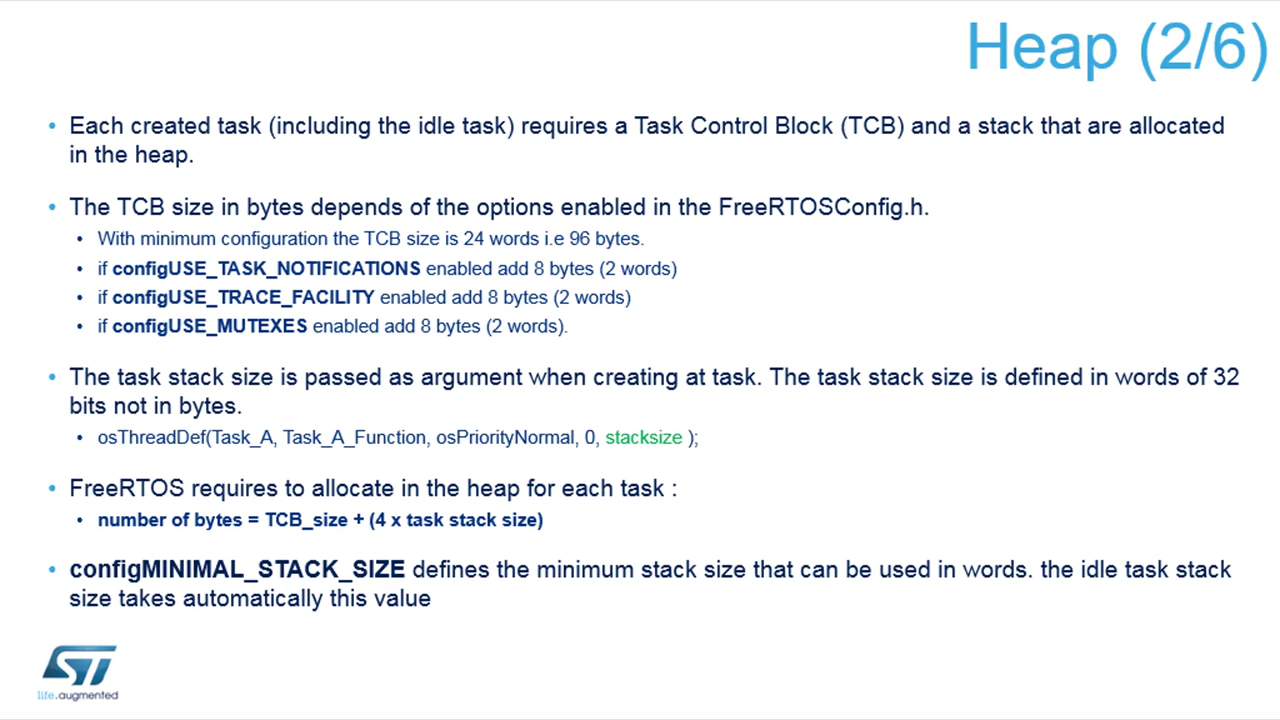 Heap (2/6)
• Each created task (including the idle task) requires a Task Control Block (TCB) and a stack that are allocated
in the heap.
• The TCB size in bytes depends of the options enabled in the FreeRTOSConfig.h.
• With minimum configuration the TCB size is 24 words i.e 96 bytes.
• if configUSE_TASK_NOTIFICATIONS enabled add 8 bytes (2 words)
• if configUSE_TRACE_FACILITY enabled add 8 bytes (2 words)
• if configUSE_MUTEXES enabled add 8 bytes (2 words).
• The task stack size is passed as argument when creating at task. The task stack size is defined in words of 32
bits not in bytes.
• osThreadDef(Task_A, Task_A_Function, osPriorityNormal, 0, stacksize );
• FreeRTOS requires to allocate in the heap for each task :
• number of bytes = TCB_size + (4 x task stack size)
• configMINIMAL_STACK_SIZE defines the minimum stack size that can be used in words. the idle task stack
size takes automatically this value
ST
life.augmented